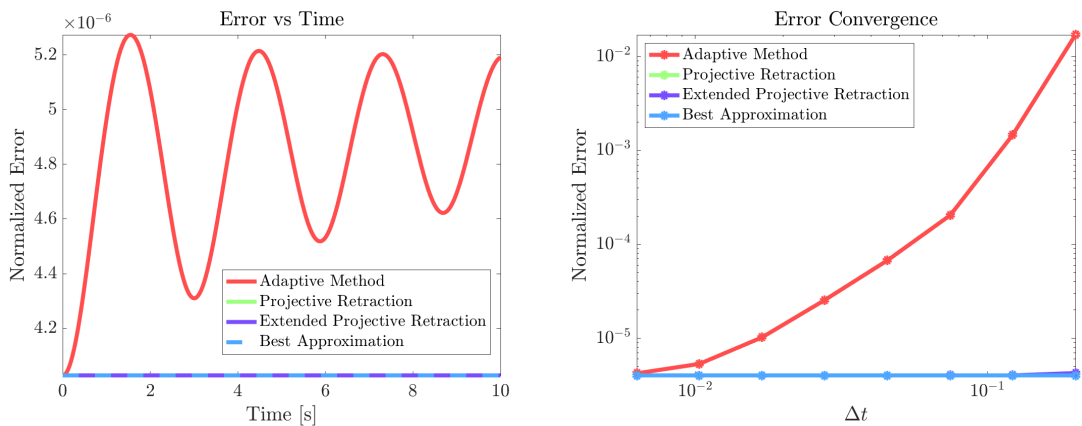 Error vs Time
×10⁻⁶
5.2
5
4.8
4.6
4.4
4.2
Normalized Error
Adaptive Method
Projective Retraction
Extended Projective Retraction
Best Approximation
0 2 4 6 8 10
Time [s]
Error Convergence
10⁻²
10⁻³
10⁻⁴
10⁻⁵
Normalized Error
Adaptive Method
Projective Retraction
Extended Projective Retraction
Best Approximation
10⁻² 10⁻¹
Δt